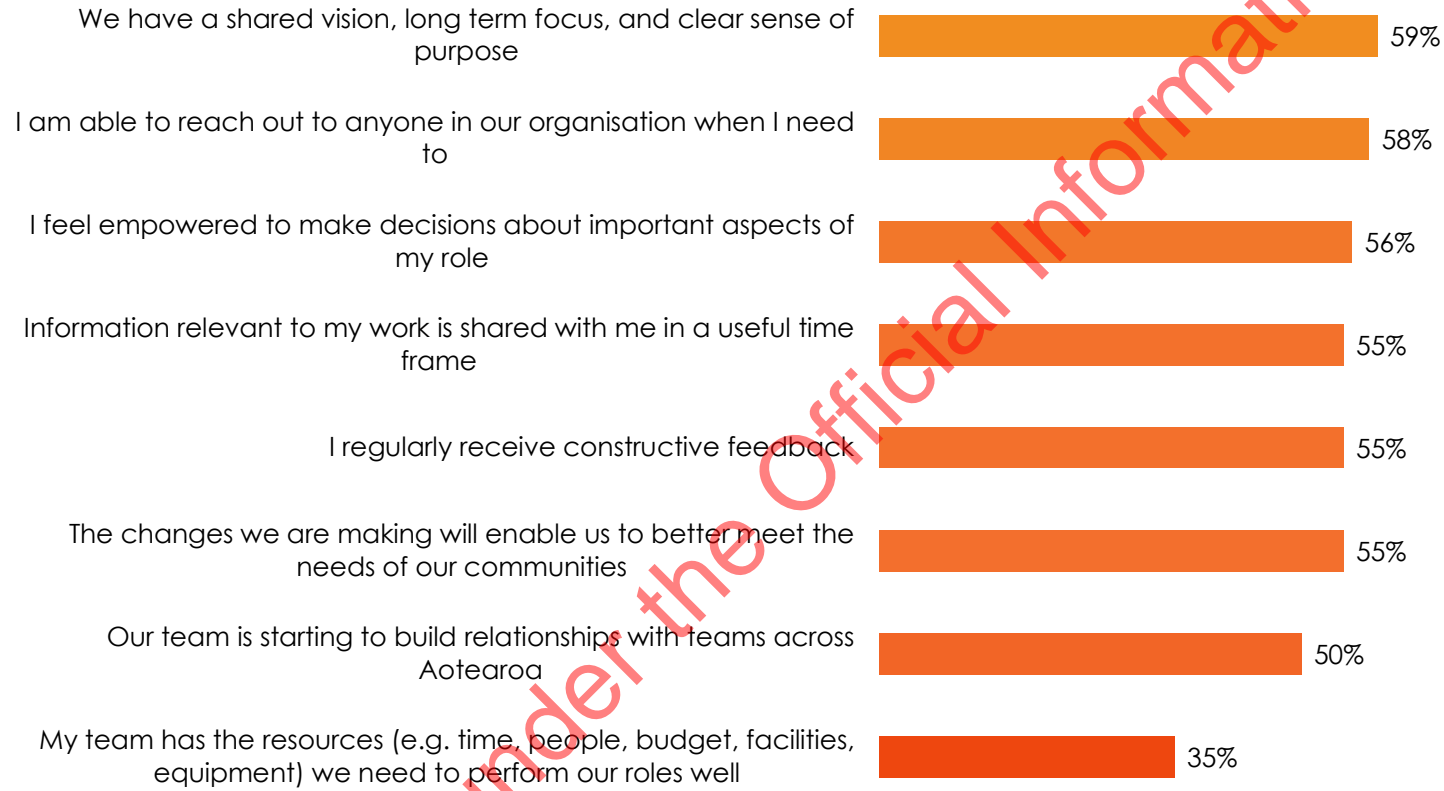 We have a shared vision, long term focus, and clear sense of
purpose
59%
I am able to reach out to anyone in our organisation when I need
to
58%
I feel empowered to make decisions about important aspects of
my role
56%
Information relevant to my work is shared with me in a useful time
frame
55%
I regularly receive constructive feedback
55%
The changes we are making will enable us to better meet the
needs of our communities
55%
Our team is starting to build relationships with teams across
Aotearoa
50%
My team has the resources (e.g. time, people, budget, facilities,
equipment) we need to perform our roles well
35%
under the Official Informati